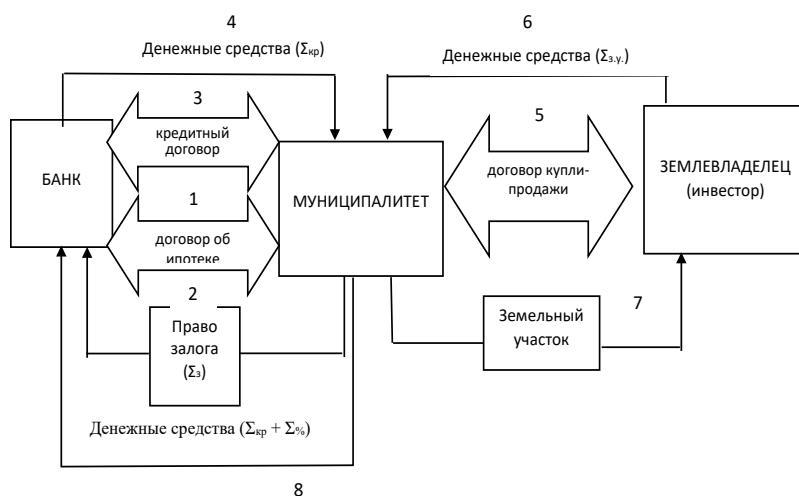 4
6
Денежные средства (Σкр)
Денежные средства (Σз.у.)
3
5
кредитный
договор
БАНК
1
МУНИЦИПАЛИТЕТ
договор купли-
продажи
ЗЕМЛЕВЛАДЕЛЕЦ
(инвестор)
договор об
ипотеке
2
7
Право
залога
(Σз)
Земельный
участок
Денежные средства (Σкр + Σ%)
8